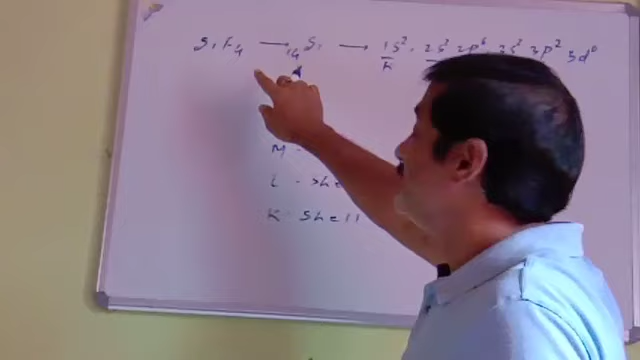 SiF₄ → ₁₄Si → 1s², 2s² 2p⁶, 3s² 3p² 3d⁰
K
M -
L - She
K Shell